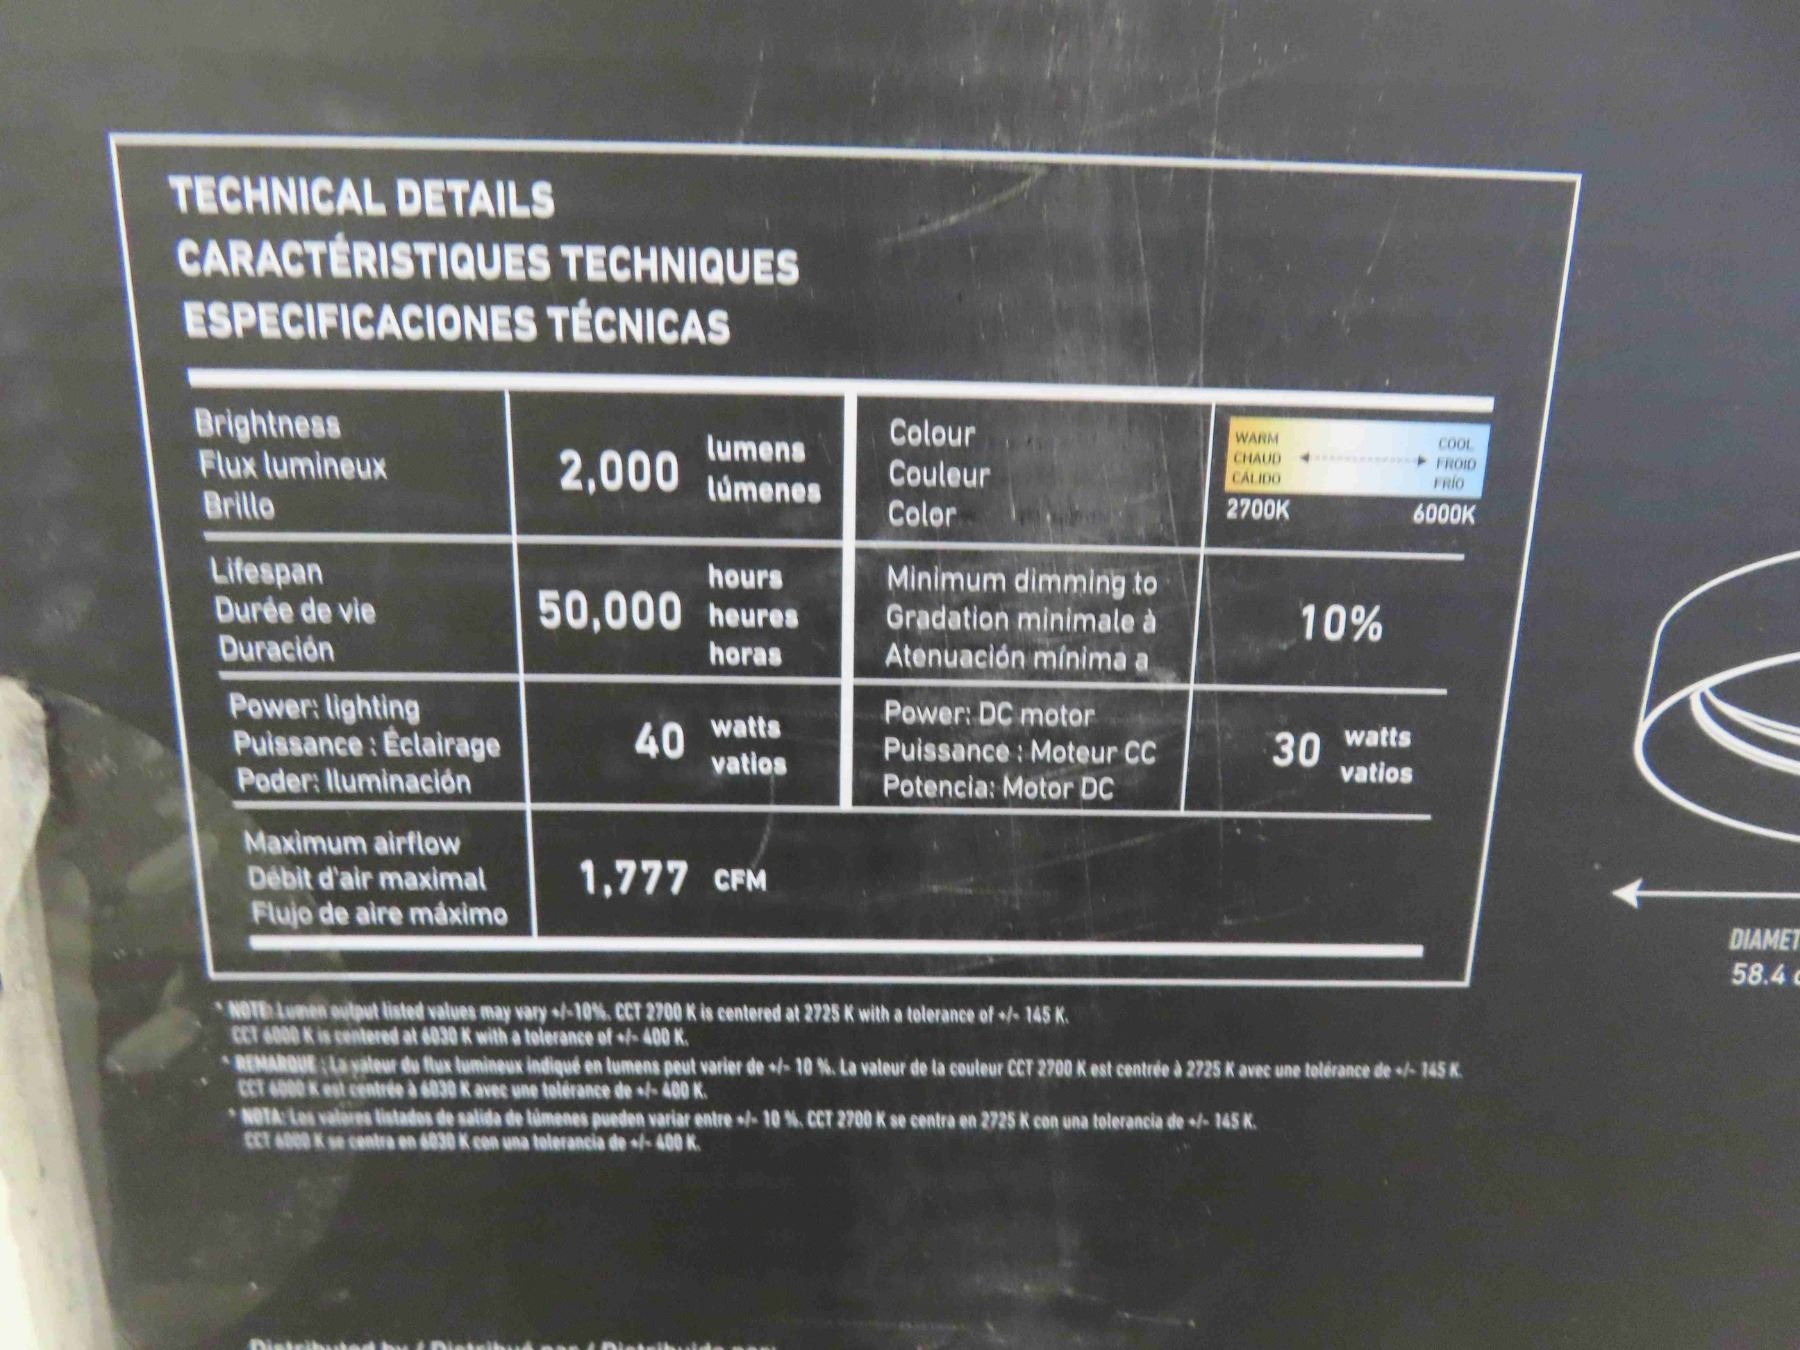 TECHNICAL DETAILS
CARACTÉRISTIQUES TECHNIQUES
ESPECIFICACIONES TÉCNICAS
Brightness
Flux lumineux
Brillo
2,000
lumens
lúmenes
Colour
Couleur
Color
WARM
CHAUD
CÁLIDO
COOL
FROID
FRÍO
2700K
6000K
Lifespan
Durée de vie
Duración
50,000
hours
heures
horas
Minimum dimming to
Gradation minimale à
Atenuación mínima a
10%
Power: lighting
Puissance : Éclairage
Poder: Iluminación
40
watts
vatios
Power: DC motor
Puissance : Moteur CC
Potencia: Motor DC
30
watts
vatios
Maximum airflow
Débit d'air maximal
Flujo de aire máximo
1,777 CFM
* NOTE: Lumen output listed values may vary +/-10%. CCT 2700 K is centered at 2725 K with a tolerance of +/- 145 K.
CCT 6000 K is centered at 6030 K with a tolerance of +/- 400 K.
* REMARQUE : La valeur du flux lumineux indiqué en lumens peut varier de +/- 10 %. La valeur de la couleur CCT 2700 K est centrée à 2725 K avec une tolérance de +/- 145 K.
CCT 6000 K est centrée à 6030 K avec une tolérance de +/- 400 K.
* NOTA: Los valores listados de salida de lúmenes pueden variar entre +/- 10 %. CCT 2700 K se centra en 2725 K con una tolerancia de +/- 145 K.
CCT 6000 K se centra en 6030 K con una tolerancia de +/- 400 K.
DIAMET
58.4 c
Distributed by / Distribué par / Distribuido por: